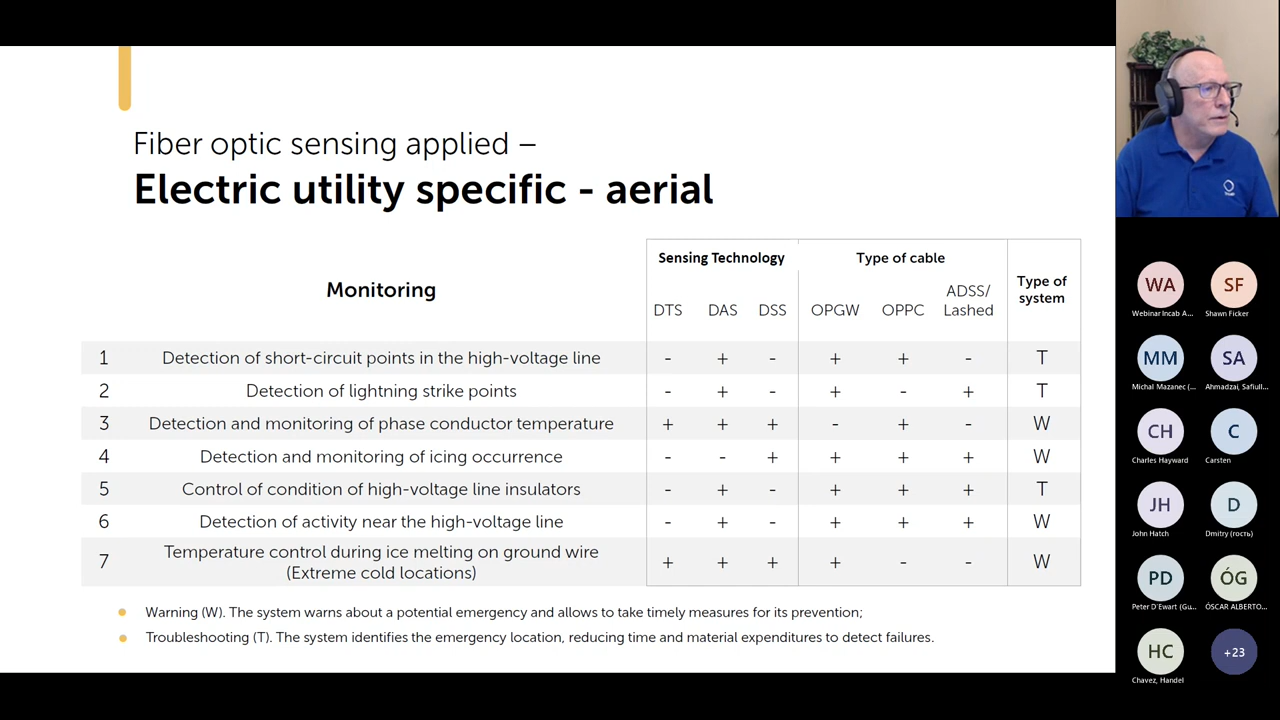 Fiber optic sensing applied –
Electric utility specific - aerial
Monitoring
Sensing Technology
Type of cable
Type of
system
DTS DAS DSS OPGW OPPC ADSS/
Lashed
1 Detection of short-circuit points in the high-voltage line - + - + + - T
2 Detection of lightning strike points - + - + - + T
3 Detection and monitoring of phase conductor temperature + + + - + - W
4 Detection and monitoring of icing occurrence - - + + + + W
5 Control of condition of high-voltage line insulators - + - + + + T
6 Detection of activity near the high-voltage line - + - + + + W
7 Temperature control during ice melting on ground wire
(Extreme cold locations) + + + + - - W
Warning (W). The system warns about a potential emergency and allows to take timely measures for its prevention;
Troubleshooting (T). The system identifies the emergency location, reducing time and material expenditures to detect failures.
WA SF
Webinar Incab A... Shawn Ficker
MM SA
Michal Mazanec (... Ahmadzai, Safiull...
CH C
Charles Hayward Carsten
JH D
John Hatch Dmitry (гость)
PD ÓG
Peter D'Ewart (Gu... ÓSCAR ALBERTO...
HC +23
Chavez, Handel